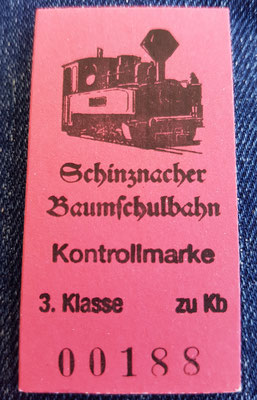 Schinznacher
Baumschulbahn
Kontrollmarke
3. Klasse zu Kb
00188